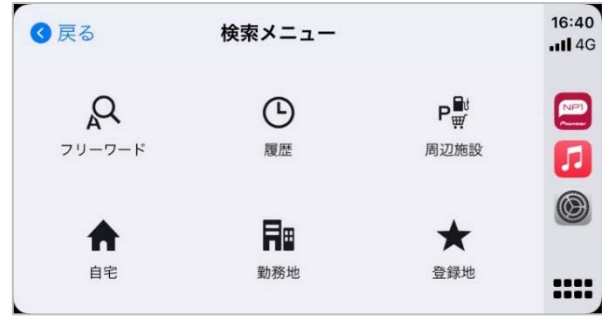 戻る
検索メニュー
16:40
4G
A
フリーワード
履歴
P
周辺施設
NP1
Pioneer
自宅
勤務地
登録地